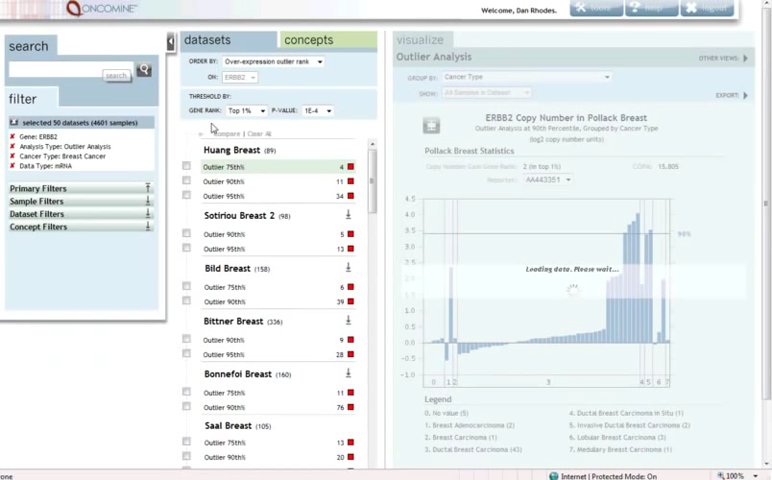 ONCOMINE
Welcome, Dan Rhodes.
search
search
filter
selected 50 datasets (4601 samples)
Gene: ERBB2
Analysis Type: Outlier Analysis
Cancer Type: Breast Cancer
Data Type: mRNA
Primary Filters
Sample Filters
Dataset Filters
Concept Filters
datasets
concepts
ORDER BY: Over-expression outlier rank
ON: ERBB2
THRESHOLD BY:
GENE RANK: Top 1% P-VALUE: 1E-4
Compare | Clear All
Huang Breast (89)
Outlier 75th% 4
Outlier 90th% 11
Outlier 95th% 34
Sotiriou Breast 2 (98)
Outlier 90th% 5
Outlier 95th% 13
Bild Breast (158)
Outlier 75th% 6
Outlier 90th% 39
Bittner Breast (336)
Outlier 90th% 9
Outlier 95th% 28
Bonnefoi Breast (160)
Outlier 75th% 11
Outlier 90th% 76
Saal Breast (105)
Outlier 75th% 13
Outlier 90th% 20
visualize
Outlier Analysis
OTHER VIEWS:
GROUP BY: Cancer Type
SHOW: All Samples in Dataset
EXPORT:
ERBB2 Copy Number in Pollack Breast
Outlier Analysis at 90th Percentile, Grouped by Cancer Type
(log2 copy number units)
Pollack Breast Statistics
Copy Number Gene Rank: 2 (in top 1%) COPA: 15.805
Reporter: AA443351
4.5
4.0
3.5
90%
3.0
2.5
Loading data. Please wait...
2.0
1.5
1.0
0.5
0.0
-0.5
-1.0
0 1 2 3 4 5 6 7
Legend
0. No value (5)
1. Breast Adenocarcinoma (2)
2. Breast Carcinoma (1)
3. Ductal Breast Carcinoma (43)
4. Ductal Breast Carcinoma in Situ (1)
5. Invasive Ductal Breast Carcinoma (2)
6. Lobular Breast Carcinoma (3)
7. Medullary Breast Carcinoma (1)
Internet | Protected Mode: On
100%